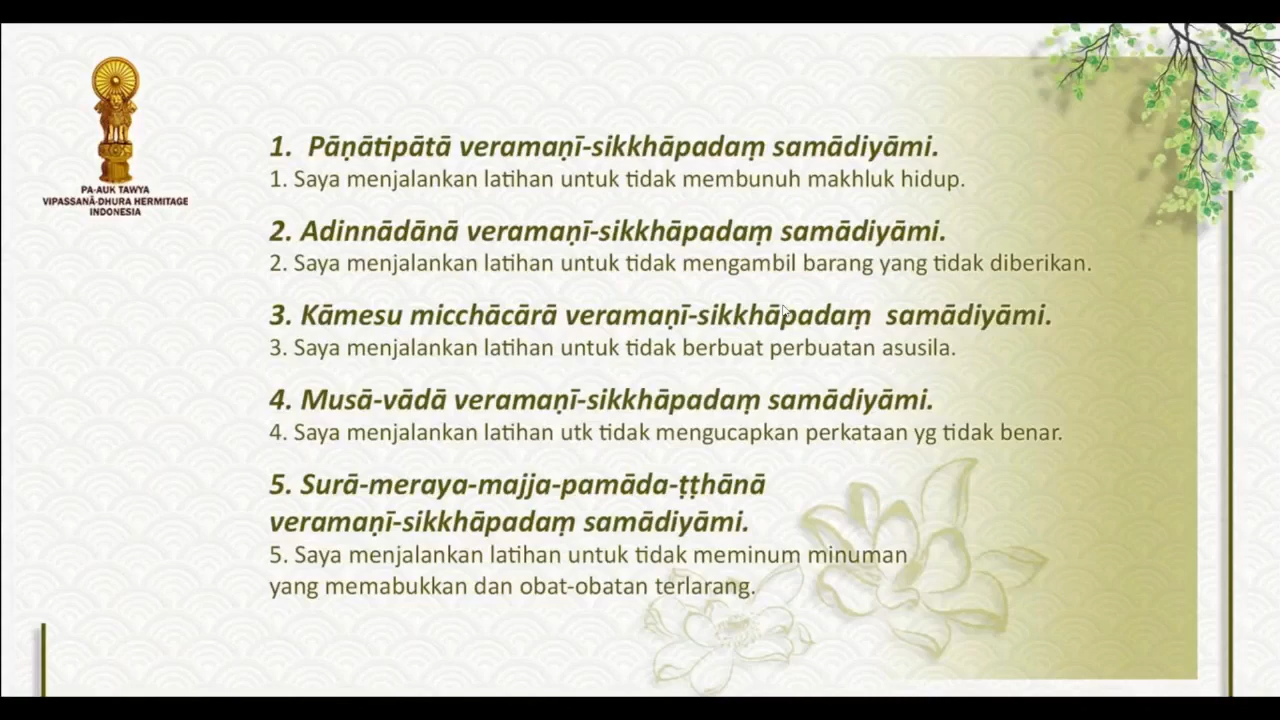 PA-AUK TAWYA
VIPASSANĀ-DHURA HERMITAGE
INDONESIA
1. Pāṇātipātā veramaṇī-sikkhāpadaṃ samādiyāmi.
1. Saya menjalankan latihan untuk tidak membunuh makhluk hidup.
2. Adinnādānā veramaṇī-sikkhāpadaṃ samādiyāmi.
2. Saya menjalankan latihan untuk tidak mengambil barang yang tidak diberikan.
3. Kāmesu micchācārā veramaṇī-sikkhāpadaṃ samādiyāmi.
3. Saya menjalankan latihan untuk tidak berbuat perbuatan asusila.
4. Musā-vādā veramaṇī-sikkhāpadaṃ samādiyāmi.
4. Saya menjalankan latihan utk tidak mengucapkan perkataan yg tidak benar.
5. Surā-meraya-majja-pamāda-ṭṭhānā
veramaṇī-sikkhāpadaṃ samādiyāmi.
5. Saya menjalankan latihan untuk tidak meminum minuman
yang memabukkan dan obat-obatan terlarang.